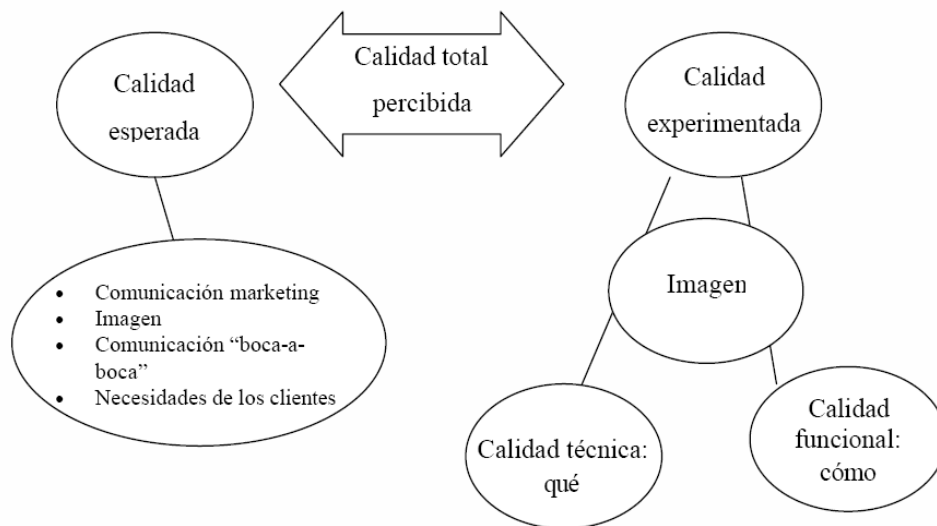 Calidad
esperada
Calidad total
percibida
Calidad
experimentada
• Comunicación marketing
• Imagen
• Comunicación “boca-a-
boca”
• Necesidades de los clientes
Imagen
Calidad técnica:
qué
Calidad
funcional:
cómo